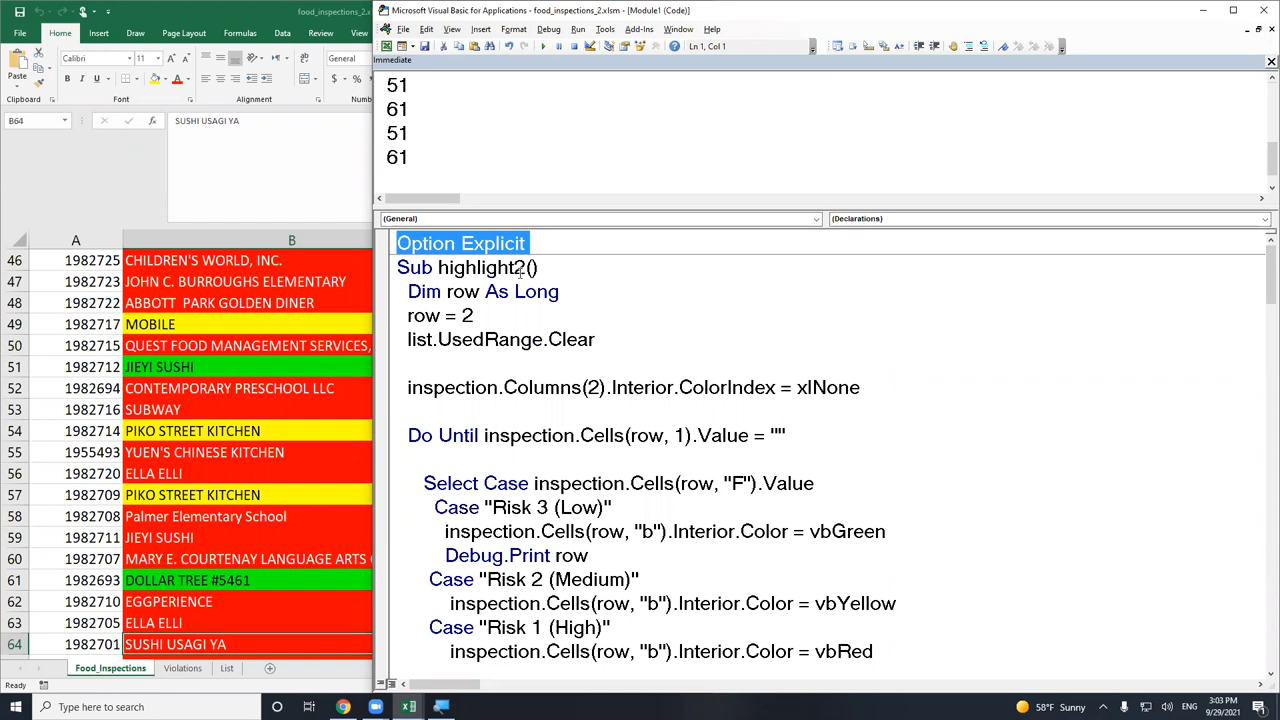 food_inspections_2.xl
File Home Insert Draw Page Layout Formulas Data Review View
Paste
Calibri 11
B I U
General
$ %
Clipboard Font Alignment
B64 SUSHI USAGI YA
A B
46 1982725 CHILDREN'S WORLD, INC.
47 1982723 JOHN C. BURROUGHS ELEMENTARY
48 1982722 ABBOTT PARK GOLDEN DINER
49 1982717 MOBILE
50 1982715 QUEST FOOD MANAGEMENT SERVICES,
51 1982712 JIEYI SUSHI
52 1982694 CONTEMPORARY PRESCHOOL LLC
53 1982716 SUBWAY
54 1982714 PIKO STREET KITCHEN
55 1955493 YUEN'S CHINESE KITCHEN
56 1982720 ELLA ELLI
57 1982709 PIKO STREET KITCHEN
58 1982708 Palmer Elementary School
59 1982711 JIEYI SUSHI
60 1982707 MARY E. COURTENAY LANGUAGE ARTS
61 1982693 DOLLAR TREE #5461
62 1982710 EGGPERIENCE
63 1982705 ELLA ELLI
64 1982701 SUSHI USAGI YA
Food_Inspections Violations List
Ready
Microsoft Visual Basic for Applications - food_inspections_2.xlsm - [Module1 (Code)]
File Edit View Insert Format Debug Run Tools Add-Ins Window Help
Ln 1, Col 1
Immediate
51
61
51
61
(General) (Declarations)
Option Explicit
Sub highlight2()
Dim row As Long
row = 2
list.UsedRange.Clear
inspection.Columns(2).Interior.ColorIndex = xlNone
Do Until inspection.Cells(row, 1).Value = ""
Select Case inspection.Cells(row, "F").Value
Case "Risk 3 (Low)"
inspection.Cells(row, "b").Interior.Color = vbGreen
Debug.Print row
Case "Risk 2 (Medium)"
inspection.Cells(row, "b").Interior.Color = vbYellow
Case "Risk 1 (High)"
inspection.Cells(row, "b").Interior.Color = vbRed
Type here to search
58°F Sunny
3:03 PM
9/29/2021